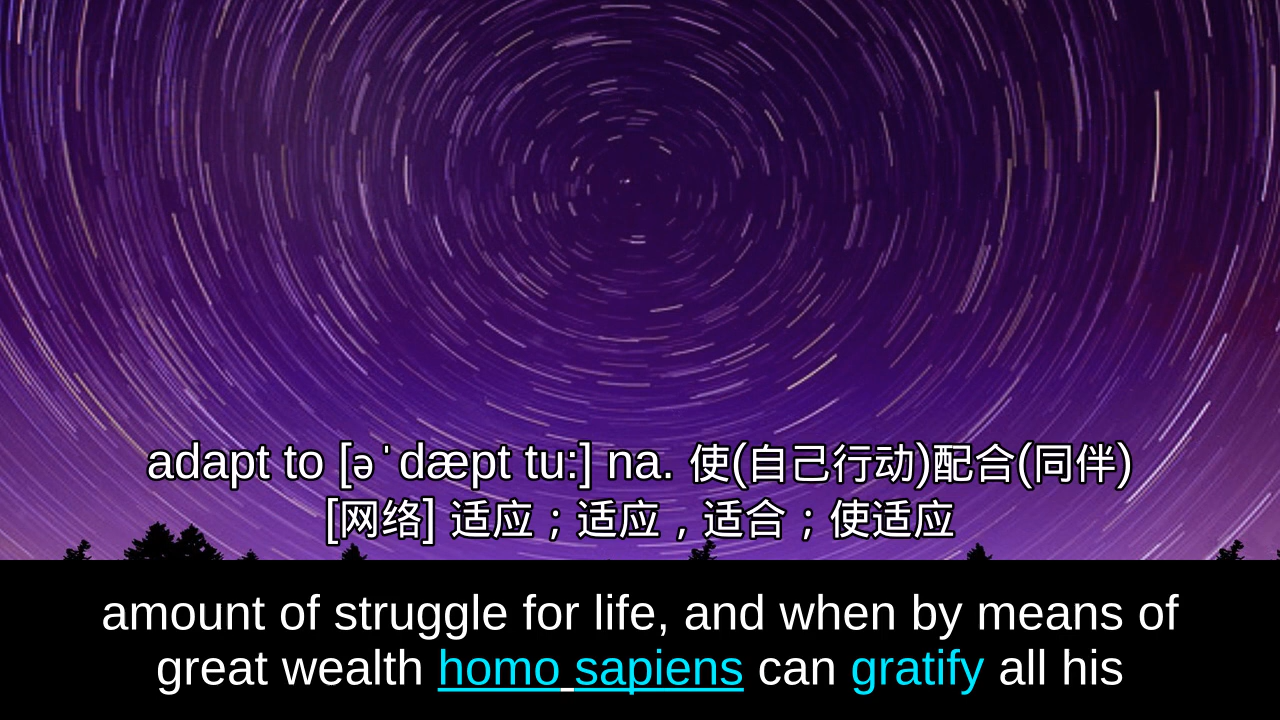 adapt to [əˈdæpt tu:] na. 使(自己行动)配合(同伴)
[网络] 适应；适应，适合；使适应
amount of struggle for life, and when by means of
great wealth homo sapiens can gratify all his